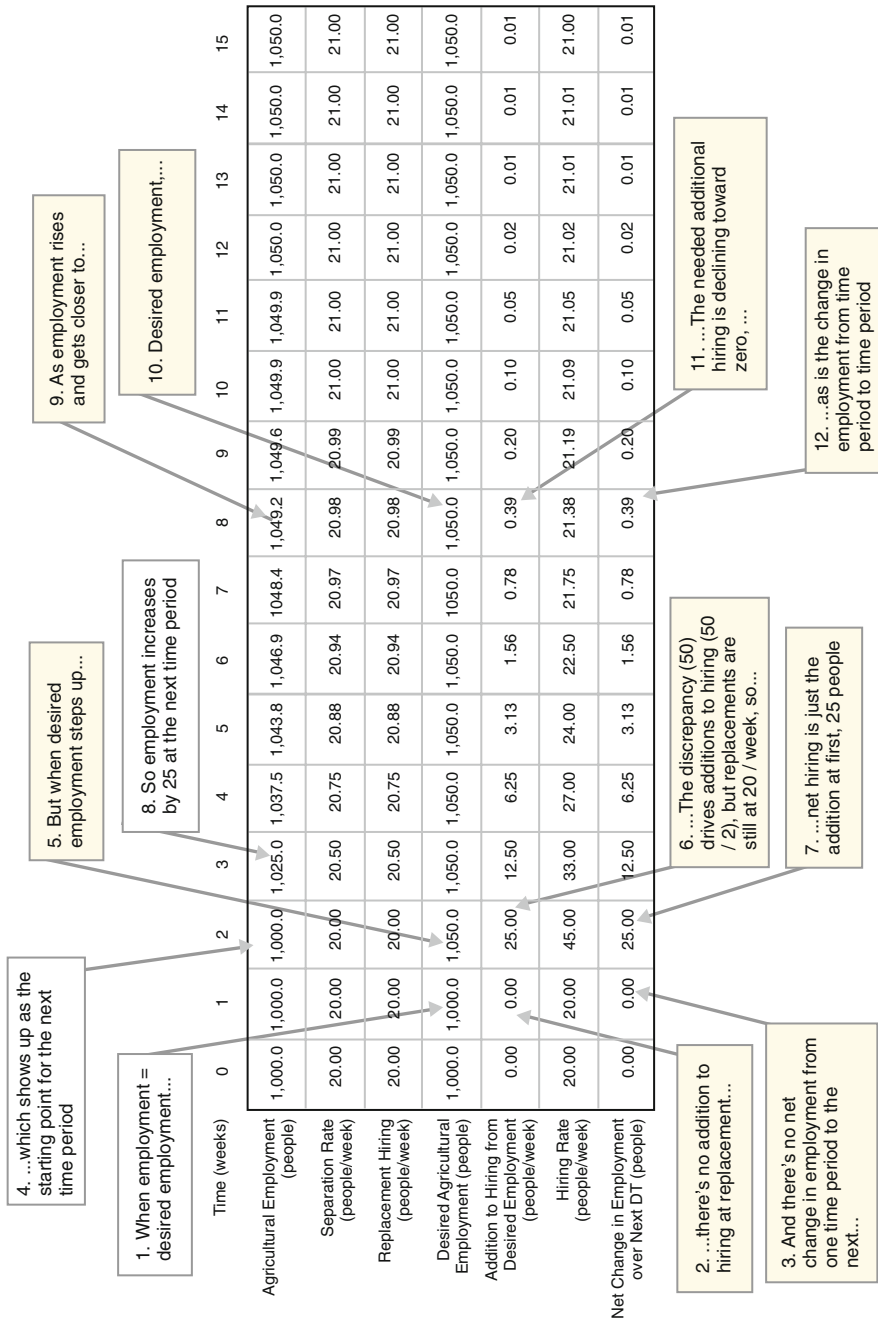 4. ...which shows up as the
starting point for the next
time period
1. When employment =
desired employment...
5. But when desired
employment steps up...
8. So employment increases
by 25 at the next time period
9. As employment rises
and gets closer to...
10. Desired employment,...
Time (weeks) 0 1 2 3 4 5 6 7 8 9 10 11 12 13 14 15
Agricultural Employment
(people)
1,000.0 1,000.0 1,000.0 1,025.0 1,037.5 1,043.8 1,046.9 1048.4 1,049.2 1,049.6 1,049.9 1,049.9 1,050.0 1,050.0 1,050.0 1,050.0
Separation Rate
(people/week)
20.00 20.00 20.00 20.50 20.75 20.88 20.94 20.97 20.98 20.99 21.00 21.00 21.00 21.00 21.00 21.00
Replacement Hiring
(people/week)
20.00 20.00 20.00 20.50 20.75 20.88 20.94 20.97 20.98 20.99 21.00 21.00 21.00 21.00 21.00 21.00
Desired Agricultural
Employment (people)
1,000.0 1,000.0 1,050.0 1,050.0 1,050.0 1,050.0 1,050.0 1050.0 1,050.0 1,050.0 1,050.0 1,050.0 1,050.0 1,050.0 1,050.0 1,050.0
Addition to Hiring from
Desired Employment
(people/week)
0.00 0.00 25.00 12.50 6.25 3.13 1.56 0.78 0.39 0.20 0.10 0.05 0.02 0.01 0.01 0.01
Hiring Rate
(people/week)
20.00 20.00 45.00 33.00 27.00 24.00 22.50 21.75 21.38 21.19 21.09 21.05 21.02 21.01 21.01 21.00
Net Change in Employment
over Next DT (people)
0.00 0.00 25.00 12.50 6.25 3.13 1.56 0.78 0.39 0.20 0.10 0.05 0.02 0.01 0.01 0.01
2. ...there's no addition to
hiring at replacement...
3. And there's no net
change in employment from
one time period to the
next...
6. ...The discrepancy (50)
drives additions to hiring (50
/ 2), but replacements are
still at 20 / week, so...
7. ...net hiring is just the
addition at first, 25 people
11. ...The needed additional
hiring is declining toward
zero, ...
12. ...as is the change in
employment from time
period to time period